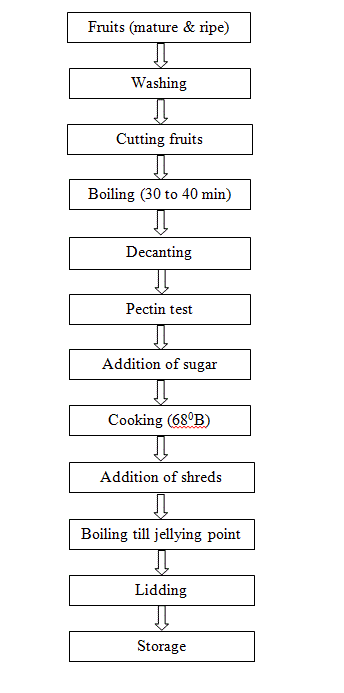 Fruits (mature & ripe)
Washing
Cutting fruits
Boiling (30 to 40 min)
Decanting
Pectin test
Addition of sugar
Cooking (68⁰B)
Addition of shreds
Boiling till jellying point
Lidding
Storage